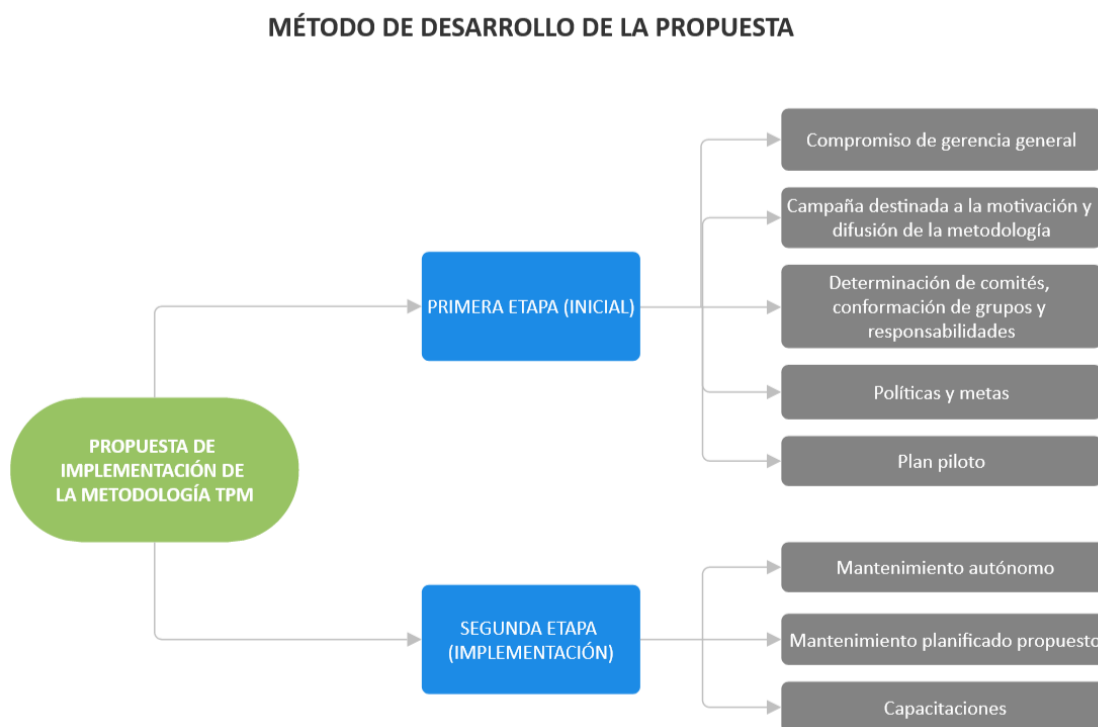 MÉTODO DE DESARROLLO DE LA PROPUESTA
Compromiso de gerencia general
Campaña destinada a la motivación y
difusión de la metodología
PRIMERA ETAPA (INICIAL)
Determinación de comités,
conformación de grupos y
responsabilidades
Políticas y metas
Plan piloto
PROPUESTA DE
IMPLEMENTACIÓN DE
LA METODOLOGÍA TPM
Mantenimiento autónomo
SEGUNDA ETAPA
(IMPLEMENTACIÓN)
Mantenimiento planificado propuesto
Capacitaciones